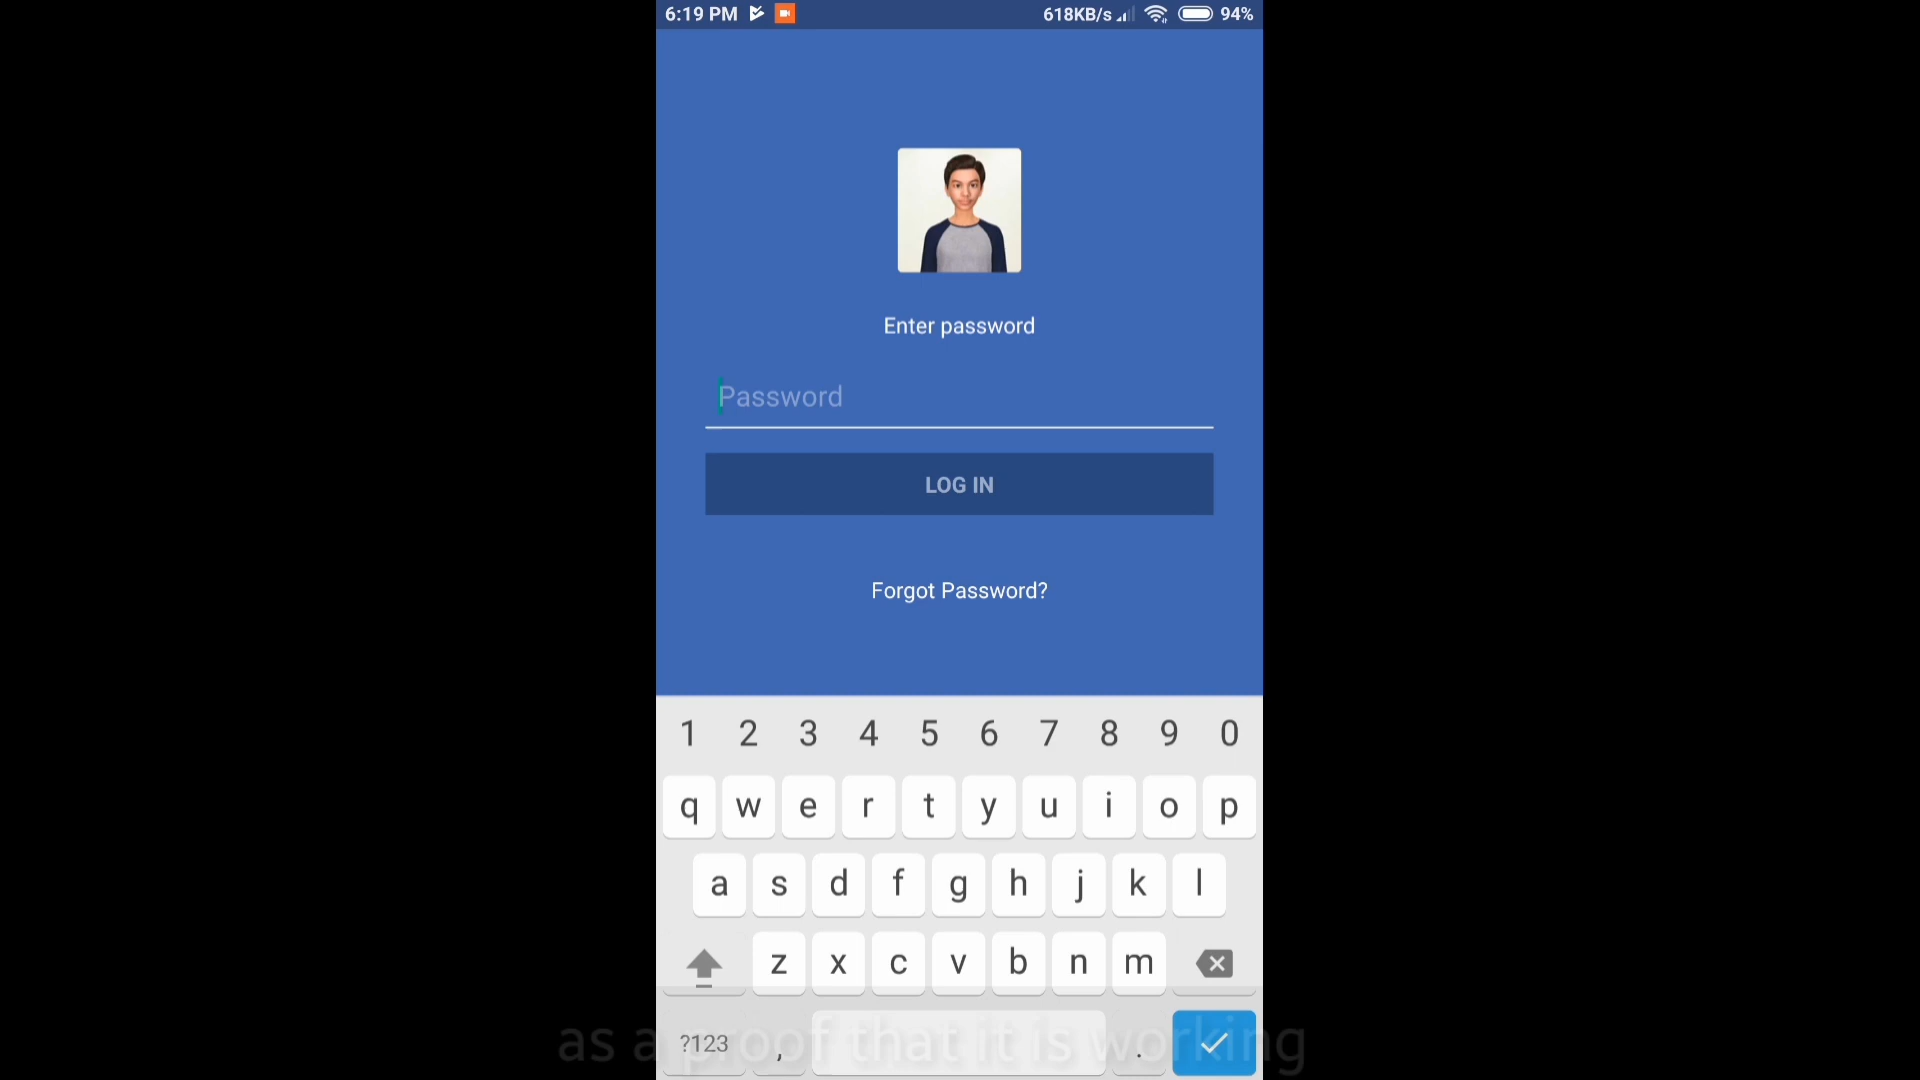 6:19 PM 618KB/s 94%
Enter password
Password
LOG IN
Forgot Password?
1 2 3 4 5 6 7 8 9 0
q w e r t y u i o p
a s d f g h j k l
z x c v b n m
?123 , .
as a proof that it is working